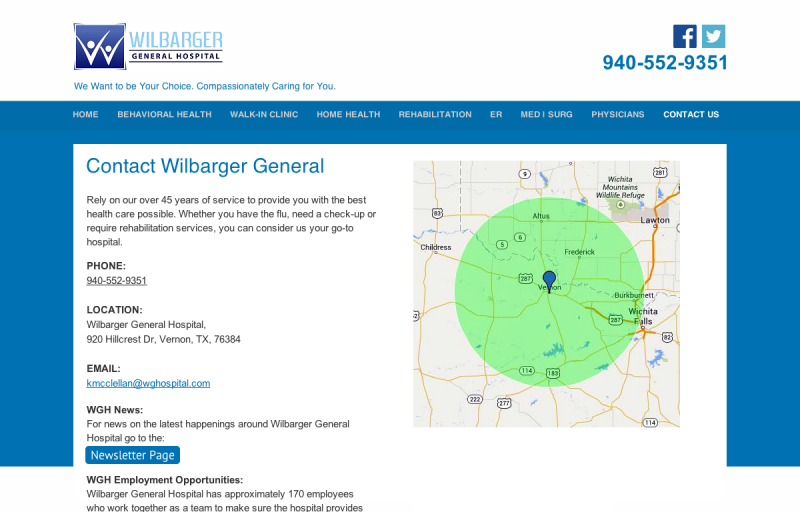 WILBARGER
GENERAL HOSPITAL
940-552-9351
We Want to be Your Choice. Compassionately Caring for You.
HOME BEHAVIORAL HEALTH WALK-IN CLINIC HOME HEALTH REHABILITATION ER MED | SURG PHYSICIANS CONTACT US
Contact Wilbarger General
Rely on our over 45 years of service to provide you with the best
health care possible. Whether you have the flu, need a check-up or
require rehabilitation services, you can consider us your go-to
hospital.
PHONE:
940-552-9351
LOCATION:
Wilbarger General Hospital,
920 Hillcrest Dr, Vernon, TX, 76384
EMAIL:
kmcclellan@wghospital.com
WGH News:
For news on the latest happenings around Wilbarger General
Hospital go to the:
Newsletter Page
WGH Employment Opportunities:
Wilbarger General Hospital has approximately 170 employees
who work together as a team to make sure the hospital provides
9
281
Wichita
Mountains
Wildlife Refuge
83
Altus
Lawton
6
5
Childress
Frederick
287
Vernon
Burkburnett
Wichita
Falls
287
82
114
183
222
277
114